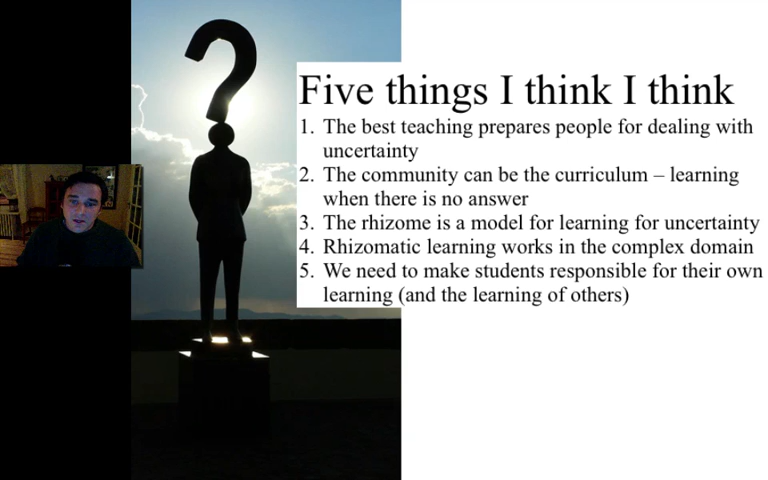 Five things I think I think
1. The best teaching prepares people for dealing with
uncertainty
2. The community can be the curriculum – learning
when there is no answer
3. The rhizome is a model for learning for uncertainty
4. Rhizomatic learning works in the complex domain
5. We need to make students responsible for their own
learning (and the learning of others)